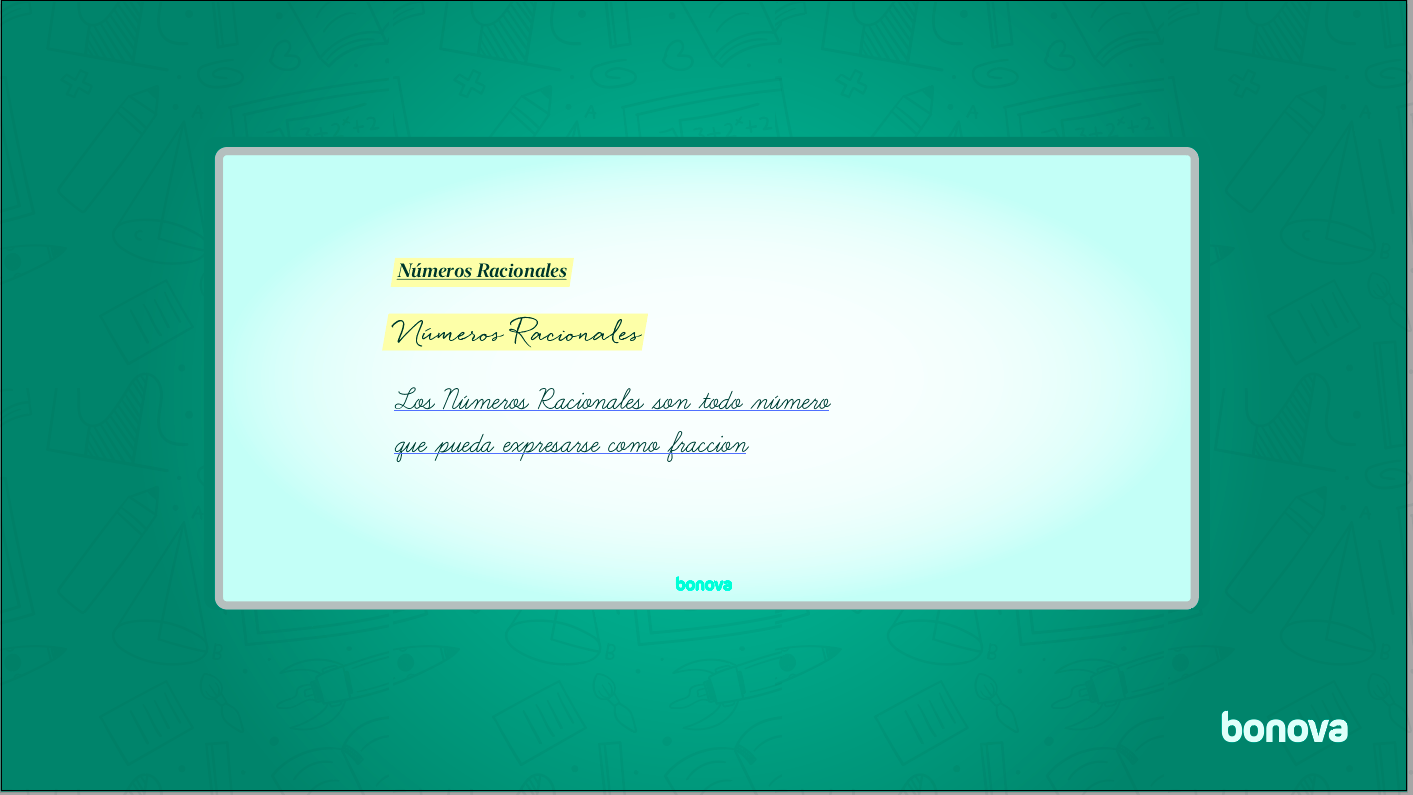 Números Racionales
Números Racionales
Los Números Racionales son todo número
que pueda expresarse como fraccion
bonova
bonova